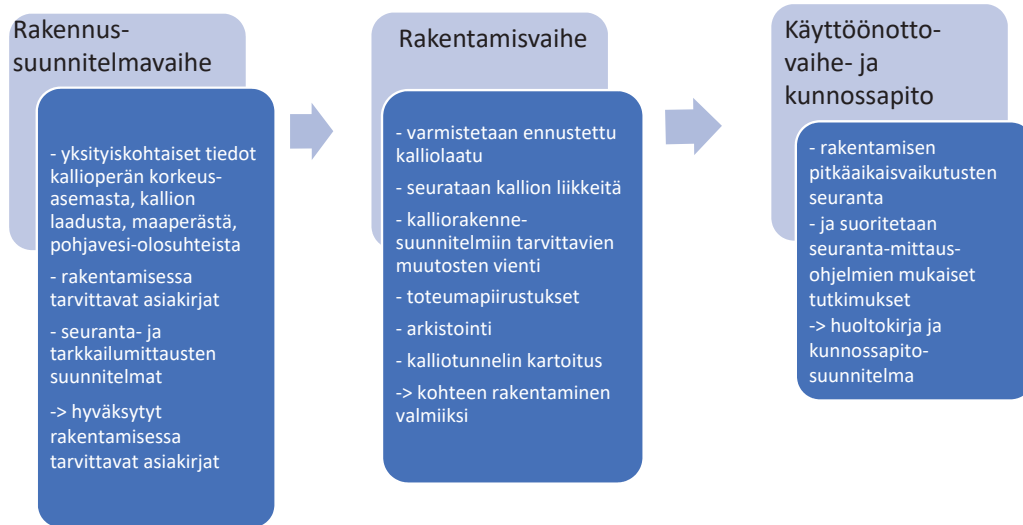 Rakennus-
suunnitelmavaihe
- yksityiskohtaiset tiedot
kallioperän korkeus-
asemasta, kallion
laadusta, maaperästä,
pohjavesi-olosuhteista
- rakentamisessa
tarvittavat asiakirjat
- seuranta- ja
tarkkailumittausten
suunnitelmat
-> hyväksytyt
rakentamisessa
tarvittavat asiakirjat
Rakentamisvaihe
- varmistetaan ennustettu
kalliolaatu
- seurataan kallion liikkeitä
- kalliorakenne-
suunnitelmiin tarvittavien
muutosten vienti
- toteumapiirustukset
- arkistointi
- kalliotunnelin kartoitus
-> kohteen rakentaminen
valmiiksi
Käyttöönotto-
vaihe- ja
kunnossapito
- rakentamisen
pitkäaikaisvaikutusten
seuranta
- ja suoritetaan
seuranta-mittaus-
ohjelmien mukaiset
tutkimukset
-> huoltokirja ja
kunnossapito-
suunnitelma